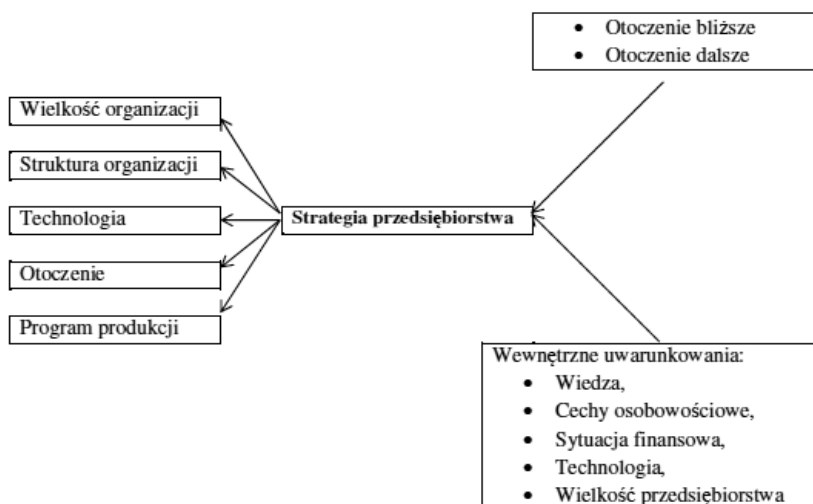 • Otoczenie bliższe
• Otoczenie dalsze
Wielkość organizacji
Struktura organizacji
Technologia
Otoczenie
Program produkcji
Strategia przedsiębiorstwa
Wewnętrzne uwarunkowania:
• Wiedza,
• Cechy osobowościowe,
• Sytuacja finansowa,
• Technologia,
• Wielkość przedsiębiorstwa